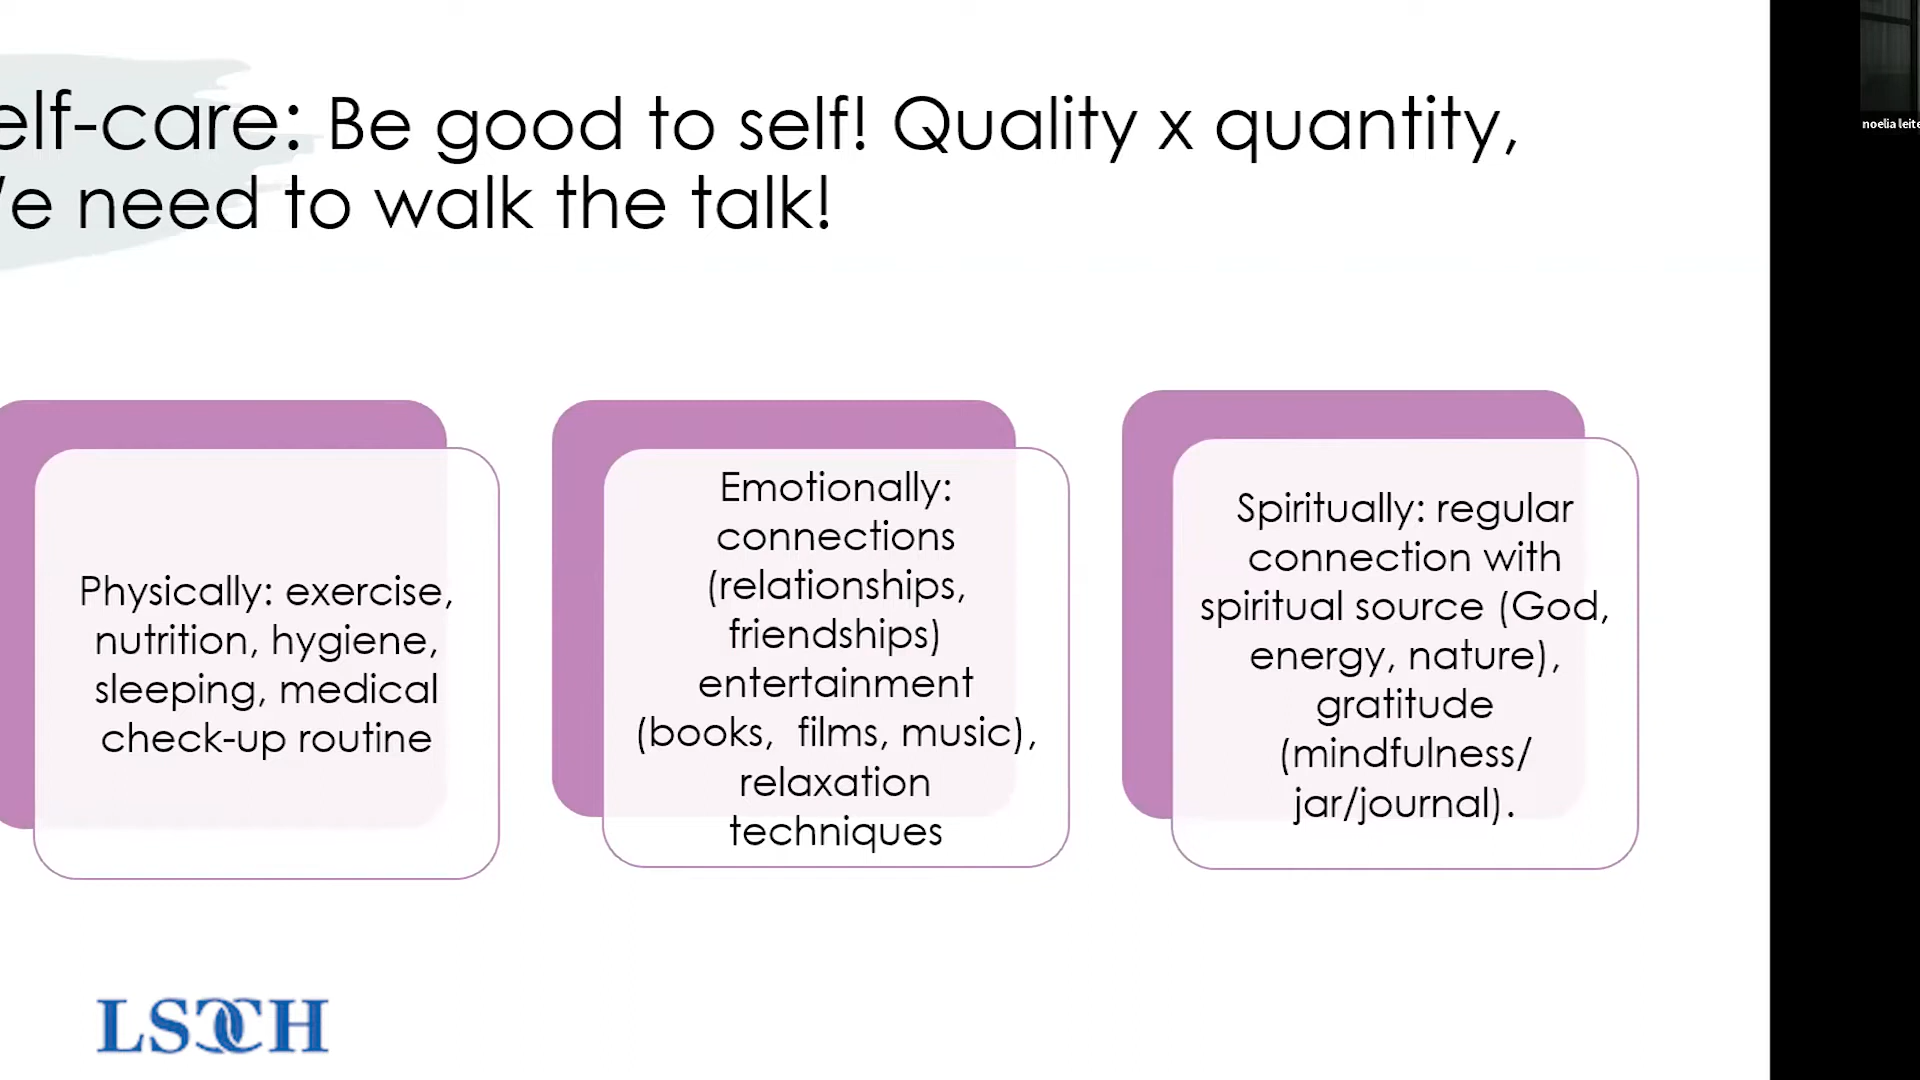 elf-care: Be good to self! Quality x quantity,
e need to walk the talk!
Physically: exercise,
nutrition, hygiene,
sleeping, medical
check-up routine
Emotionally:
connections
(relationships,
friendships)
entertainment
(books,  films, music),
relaxation
techniques
Spiritually: regular
connection with
spiritual source (God,
energy, nature),
gratitude
(mindfulness/
jar/journal).
LSCCH
noelia leite